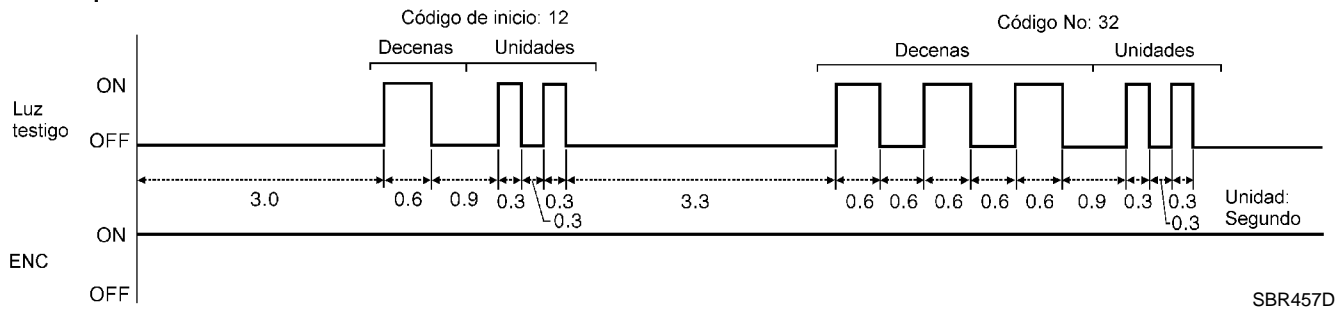 Código de inicio: 12
Código No: 32
Decenas Unidades
Decenas Unidades
ON
Luz
testigo
OFF
3.0 0.6 0.9 0.3 0.3 3.3 0.6 0.6 0.6 0.6 0.6 0.9 0.3 0.3
0.3 0.3
Unidad:
Segundo
ON
ENC
OFF
SBR457D